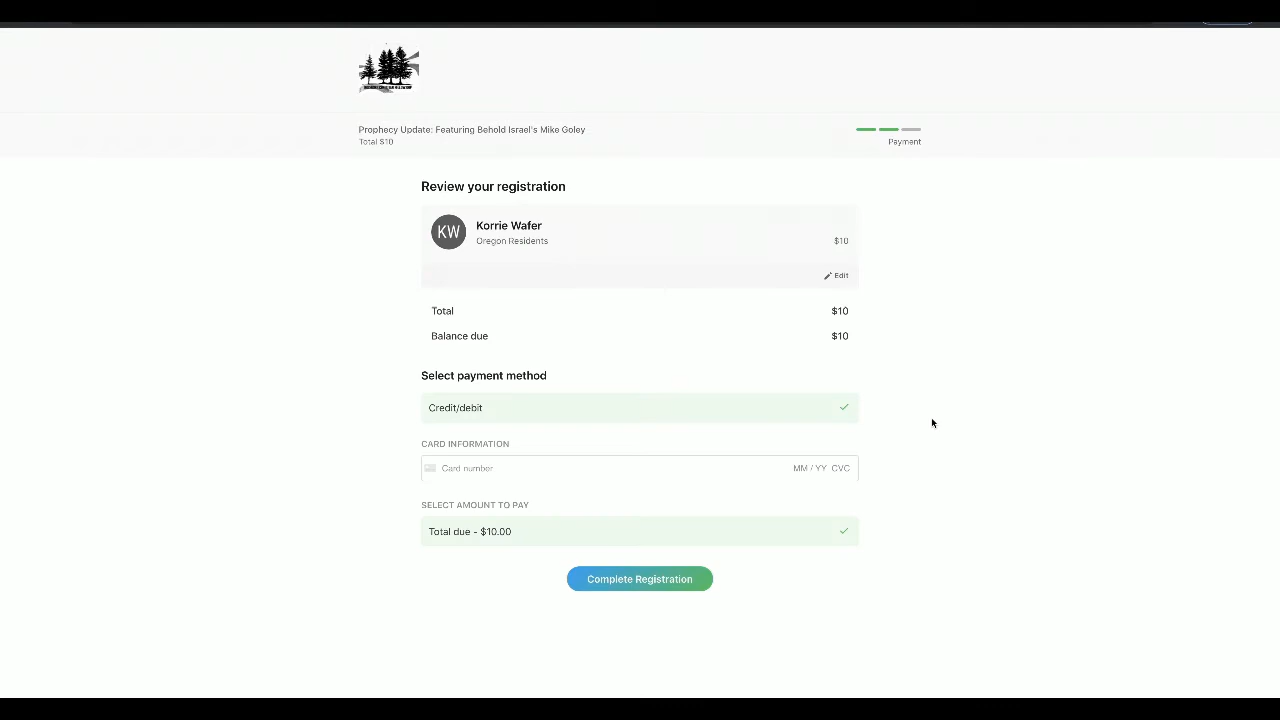 Prophecy Update: Featuring Behold Israel's Mike Goley
Total $10
Payment
Review your registration
KW
Korrie Wafer
Oregon Residents
$10
Edit
Total $10
Balance due $10
Select payment method
Credit/debit
CARD INFORMATION
Card number MM / YY CVC
SELECT AMOUNT TO PAY
Total due - $10.00
Complete Registration